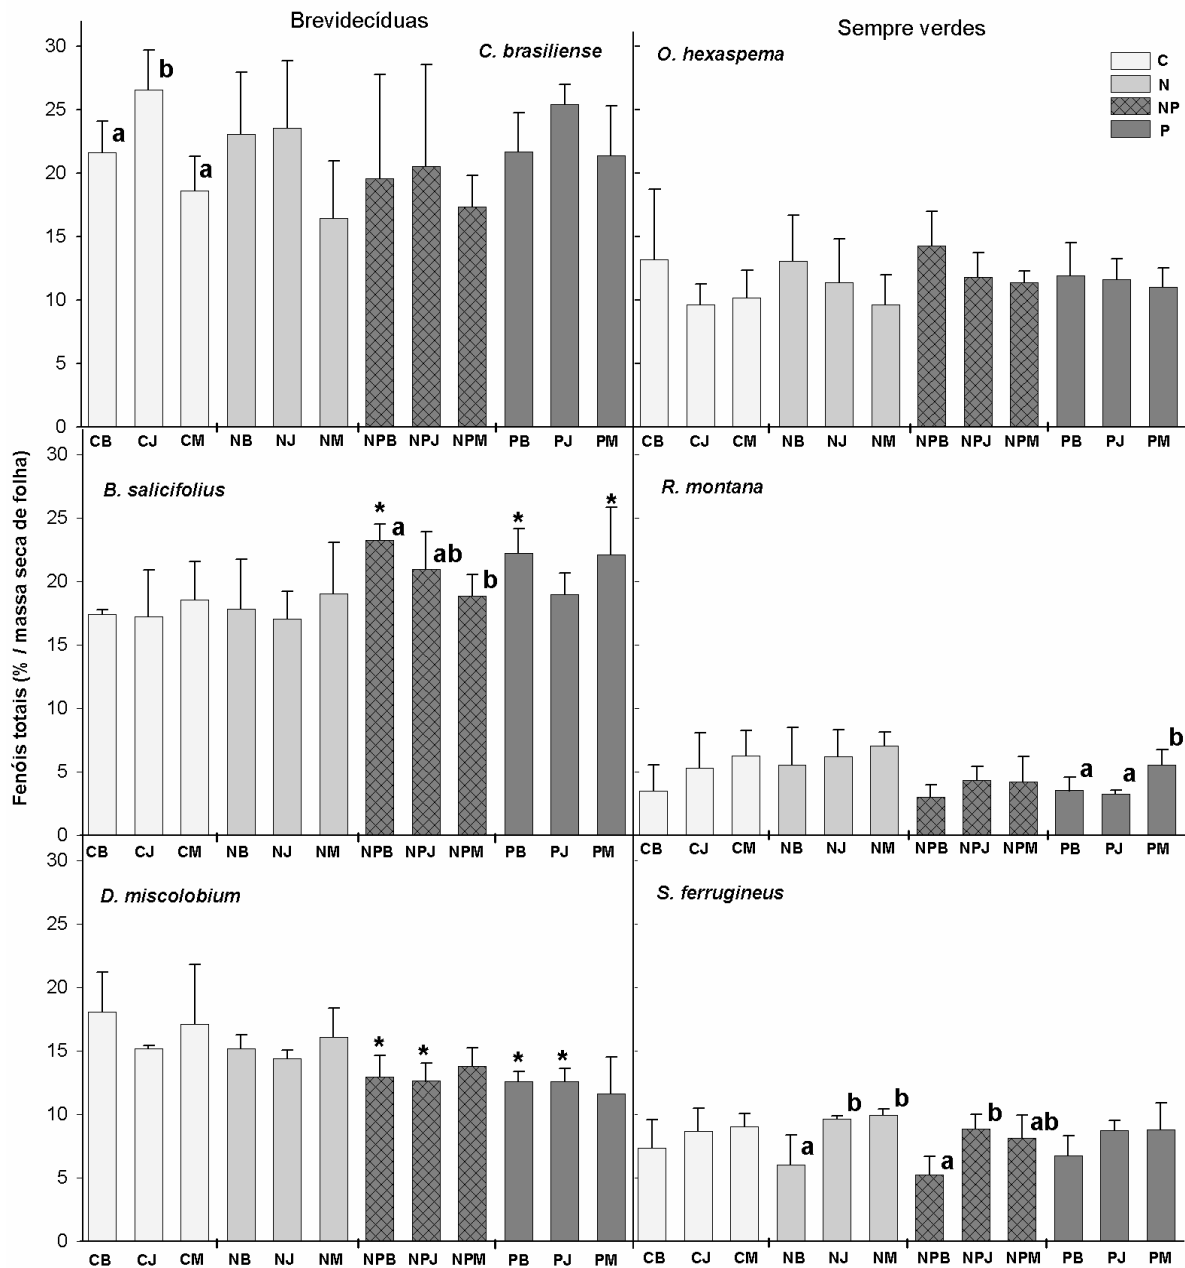 Brevidecíduas
Sempre verdes
Fenóis totais (% / massa seca de folha)
C. brasiliense
30
25
20
15
10
5
0
a
b
a
CB CJ CM NB NJ NM NPB NPJ NPM PB PJ PM
O. hexaspema
C
N
NP
P
CB CJ CM NB NJ NM NPB NPJ NPM PB PJ PM
B. salicifolius
30
25
20
15
10
5
0
* a
ab
b
*
*
CB CJ CM NB NJ NM NPB NPJ NPM PB PJ PM
R. montana
a
a
b
CB CJ CM NB NJ NM NPB NPJ NPM PB PJ PM
D. miscolobium
30
25
20
15
10
5
0
* * * *
CB CJ CM NB NJ NM NPB NPJ NPM PB PJ PM
S. ferrugineus
a
b
b
a
b
ab
CB CJ CM NB NJ NM NPB NPJ NPM PB PJ PM